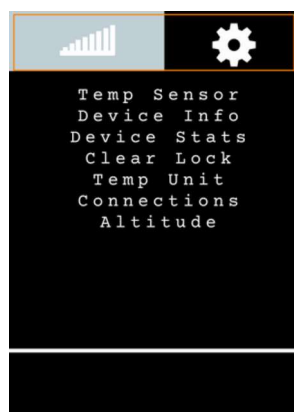 Temp Sensor
Device Info
Device Stats
Clear Lock
Temp Unit
Connections
Altitude